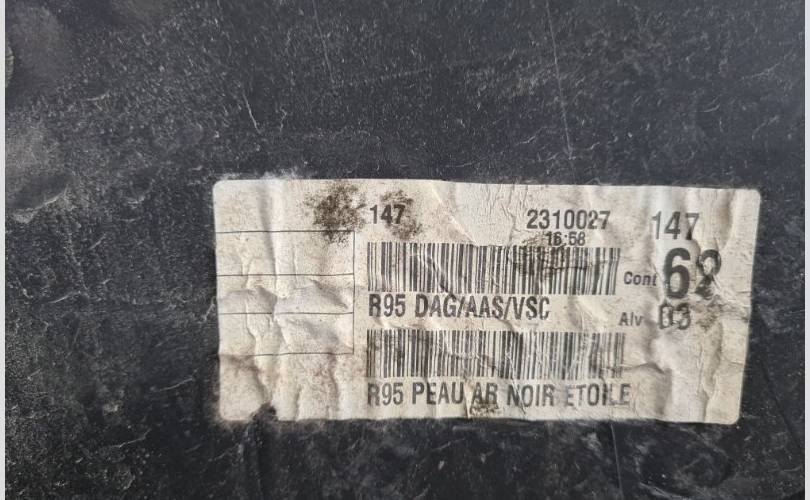 147 2310027 147
16:58
Cont 62
R95 DAG/AAS/VSC
Alv 03
R95 PEAU AR NOIR ETOILE